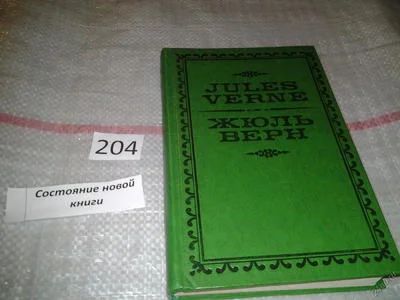 JULES
VERNE
ЖЮЛЬ
ВЕРН
204
Состояние новой
книги